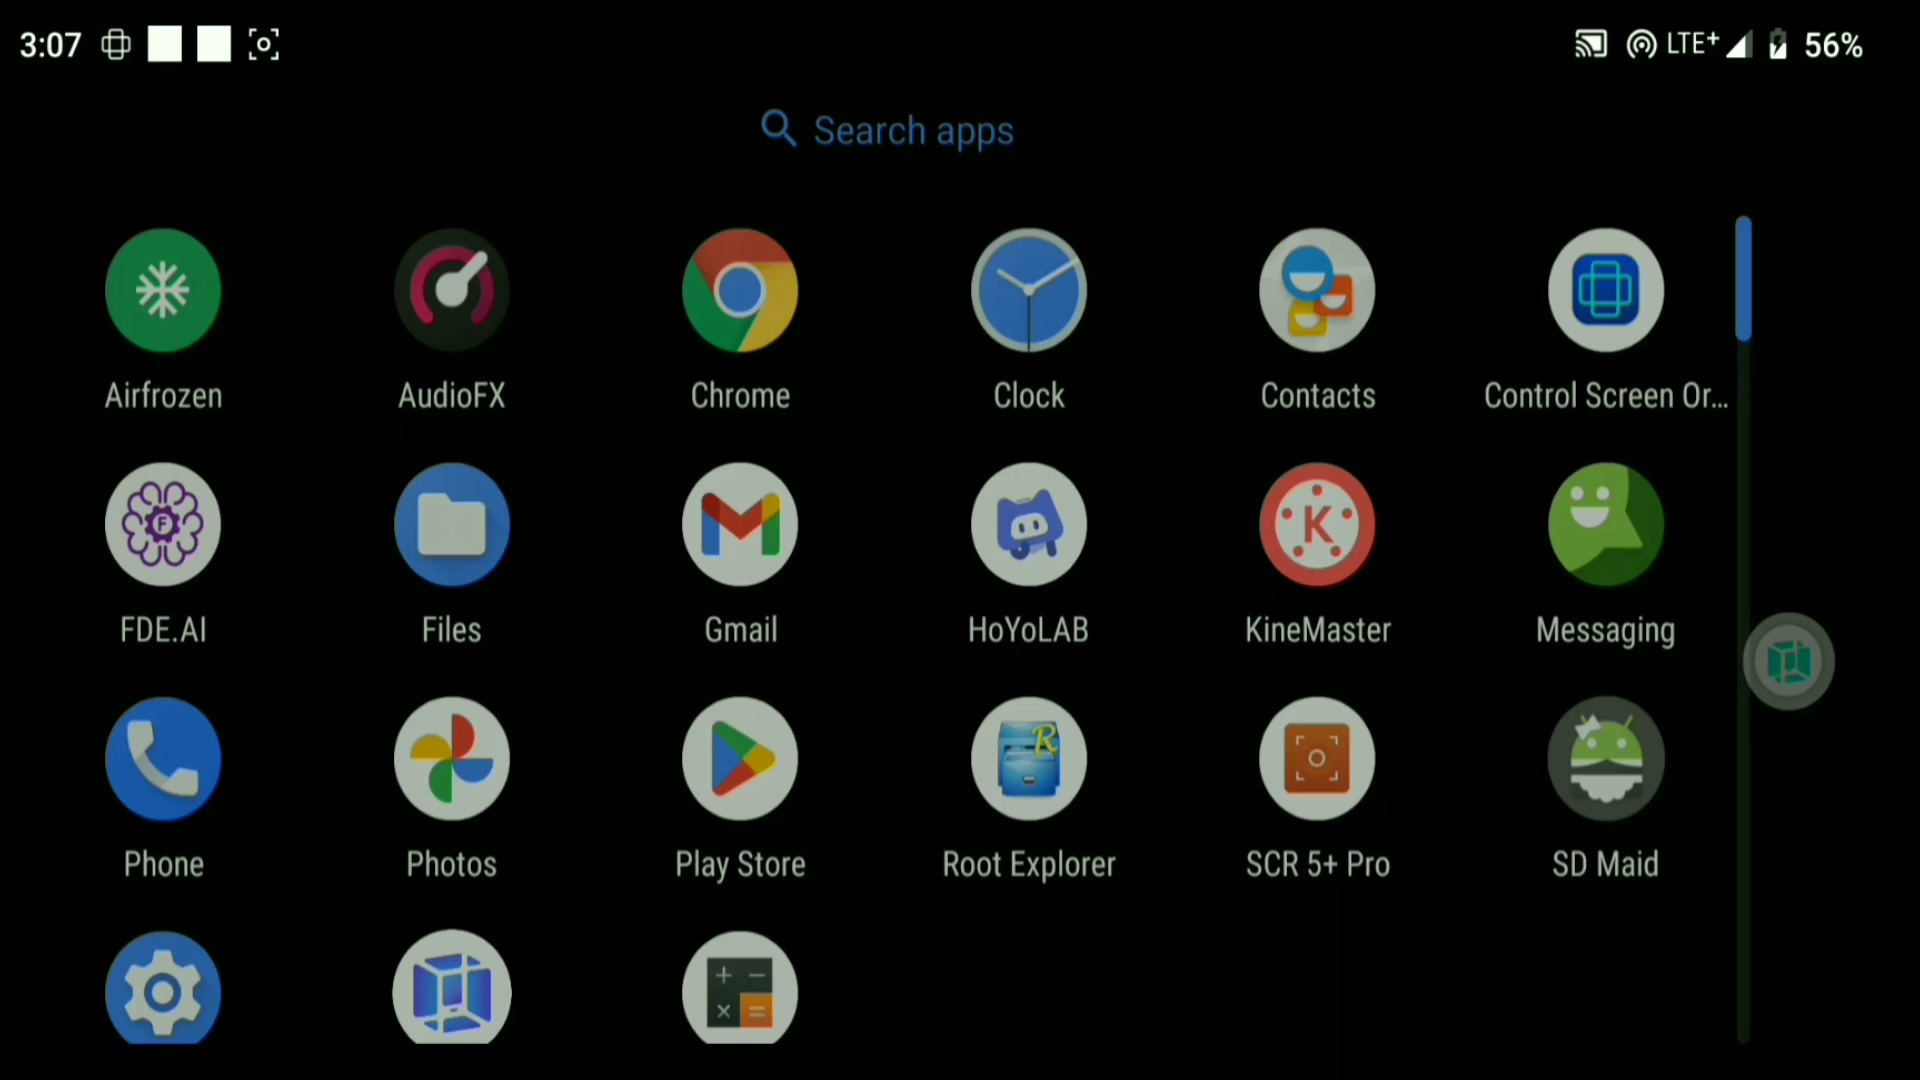 3:07 LTE+ 56%
Search apps
Airfrozen AudioFX Chrome Clock Contacts Control Screen Or...
FDE.AI Files Gmail HoYoLAB KineMaster Messaging
Phone Photos Play Store Root Explorer SCR 5+ Pro SD Maid